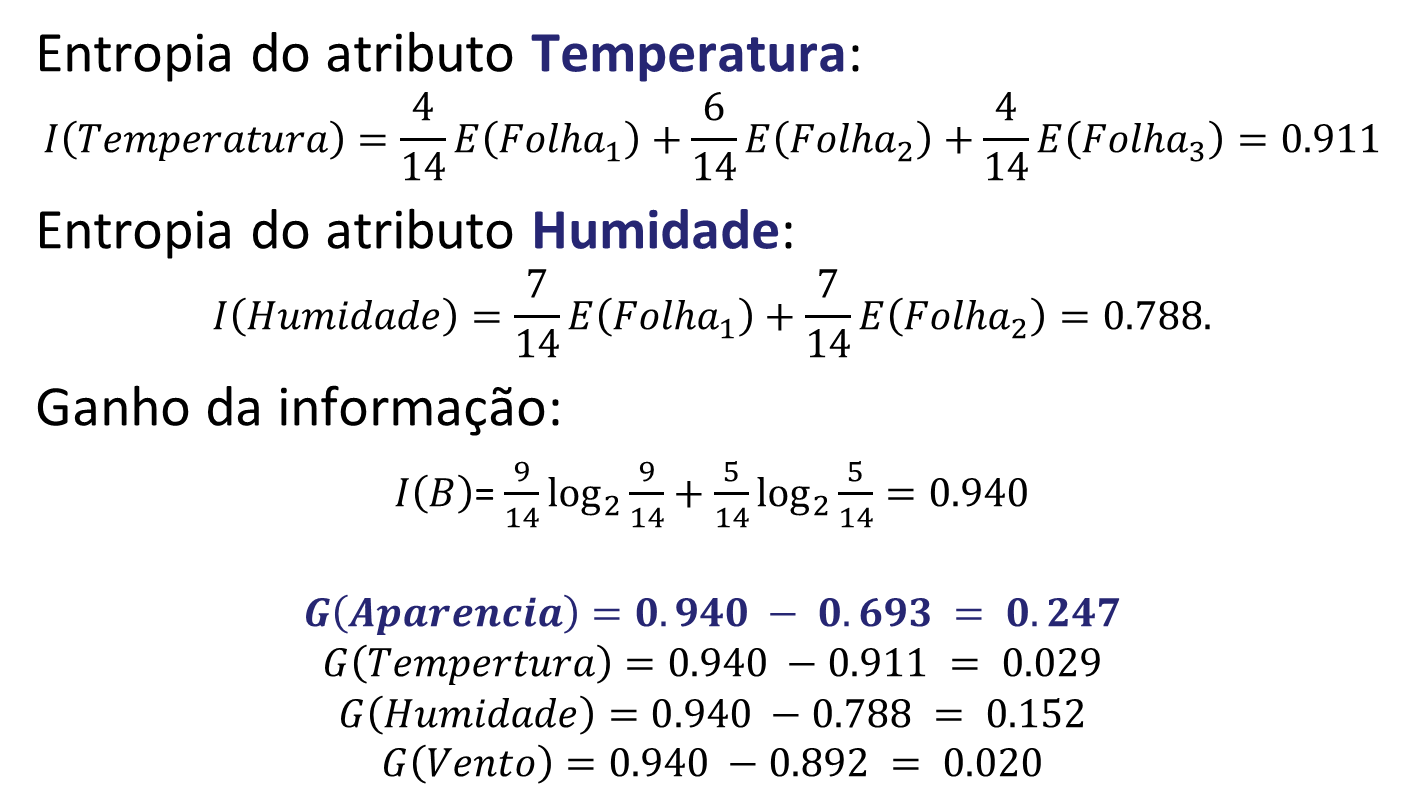 Entropia do atributo Temperatura:
I(Temperatura) = 4/14 E(Folha₁) + 6/14 E(Folha₂) + 4/14 E(Folha₃) = 0.911
Entropia do atributo Humidade:
I(Humidade) = 7/14 E(Folha₁) + 7/14 E(Folha₂) = 0.788.
Ganho da informação:
I(B)= 9/14 log₂ 9/14 + 5/14 log₂ 5/14 = 0.940
G(Aparencia) = 0.940 − 0.693 = 0.247
G(Tempertura) = 0.940 − 0.911 = 0.029
G(Humidade) = 0.940 − 0.788 = 0.152
G(Vento) = 0.940 − 0.892 = 0.020